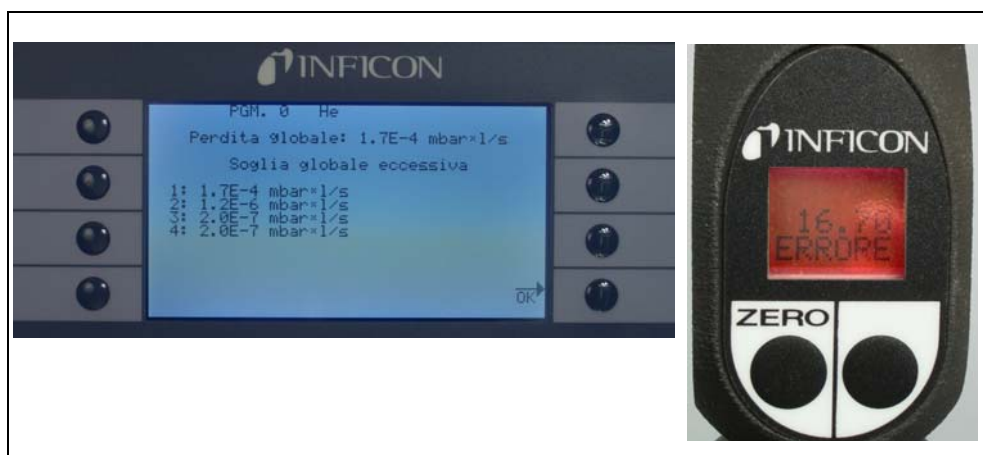 INFICON
PGM. 0 He
Perdita globale: 1.7E-4 mbar×l/s
Soglia globale eccessiva
1: 1.7E-4 mbar×l/s
2: 1.2E-6 mbar×l/s
3: 2.0E-7 mbar×l/s
4: 2.0E-7 mbar×l/s
OK
INFICON
16.70
ERRORE
ZERO